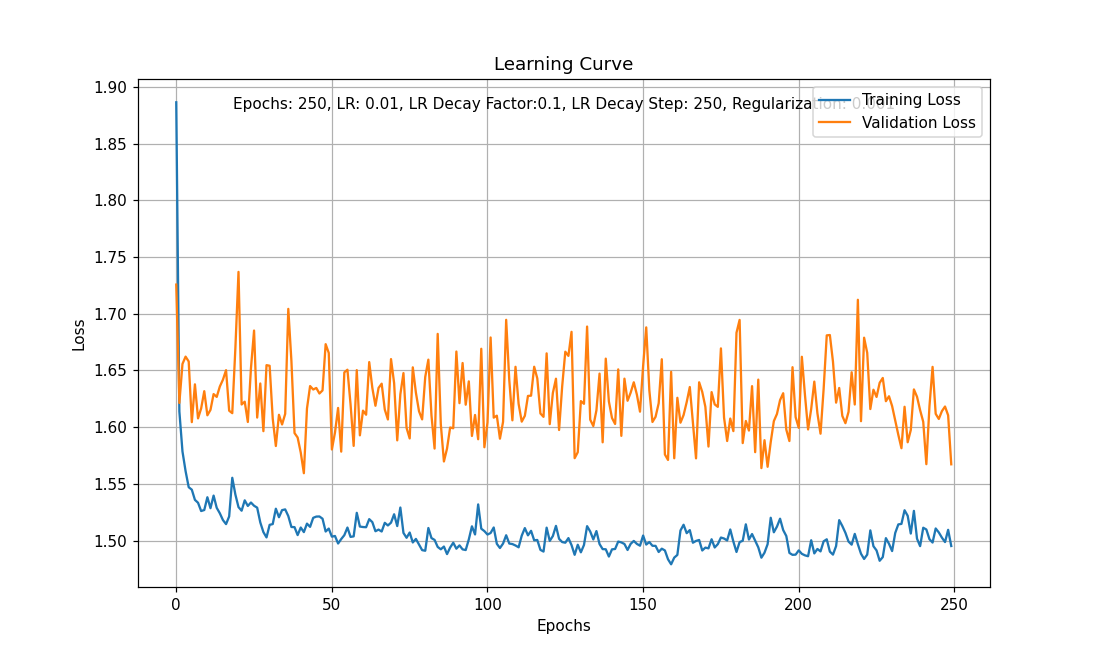 Learning Curve
Epochs: 250, LR: 0.01, LR Decay Factor:0.1, LR Decay Step: 250, Regularization: 0.001
Training Loss
Validation Loss
1.90
1.85
1.80
1.75
1.70
1.65
1.60
1.55
1.50
Loss
0 50 100 150 200 250
Epochs